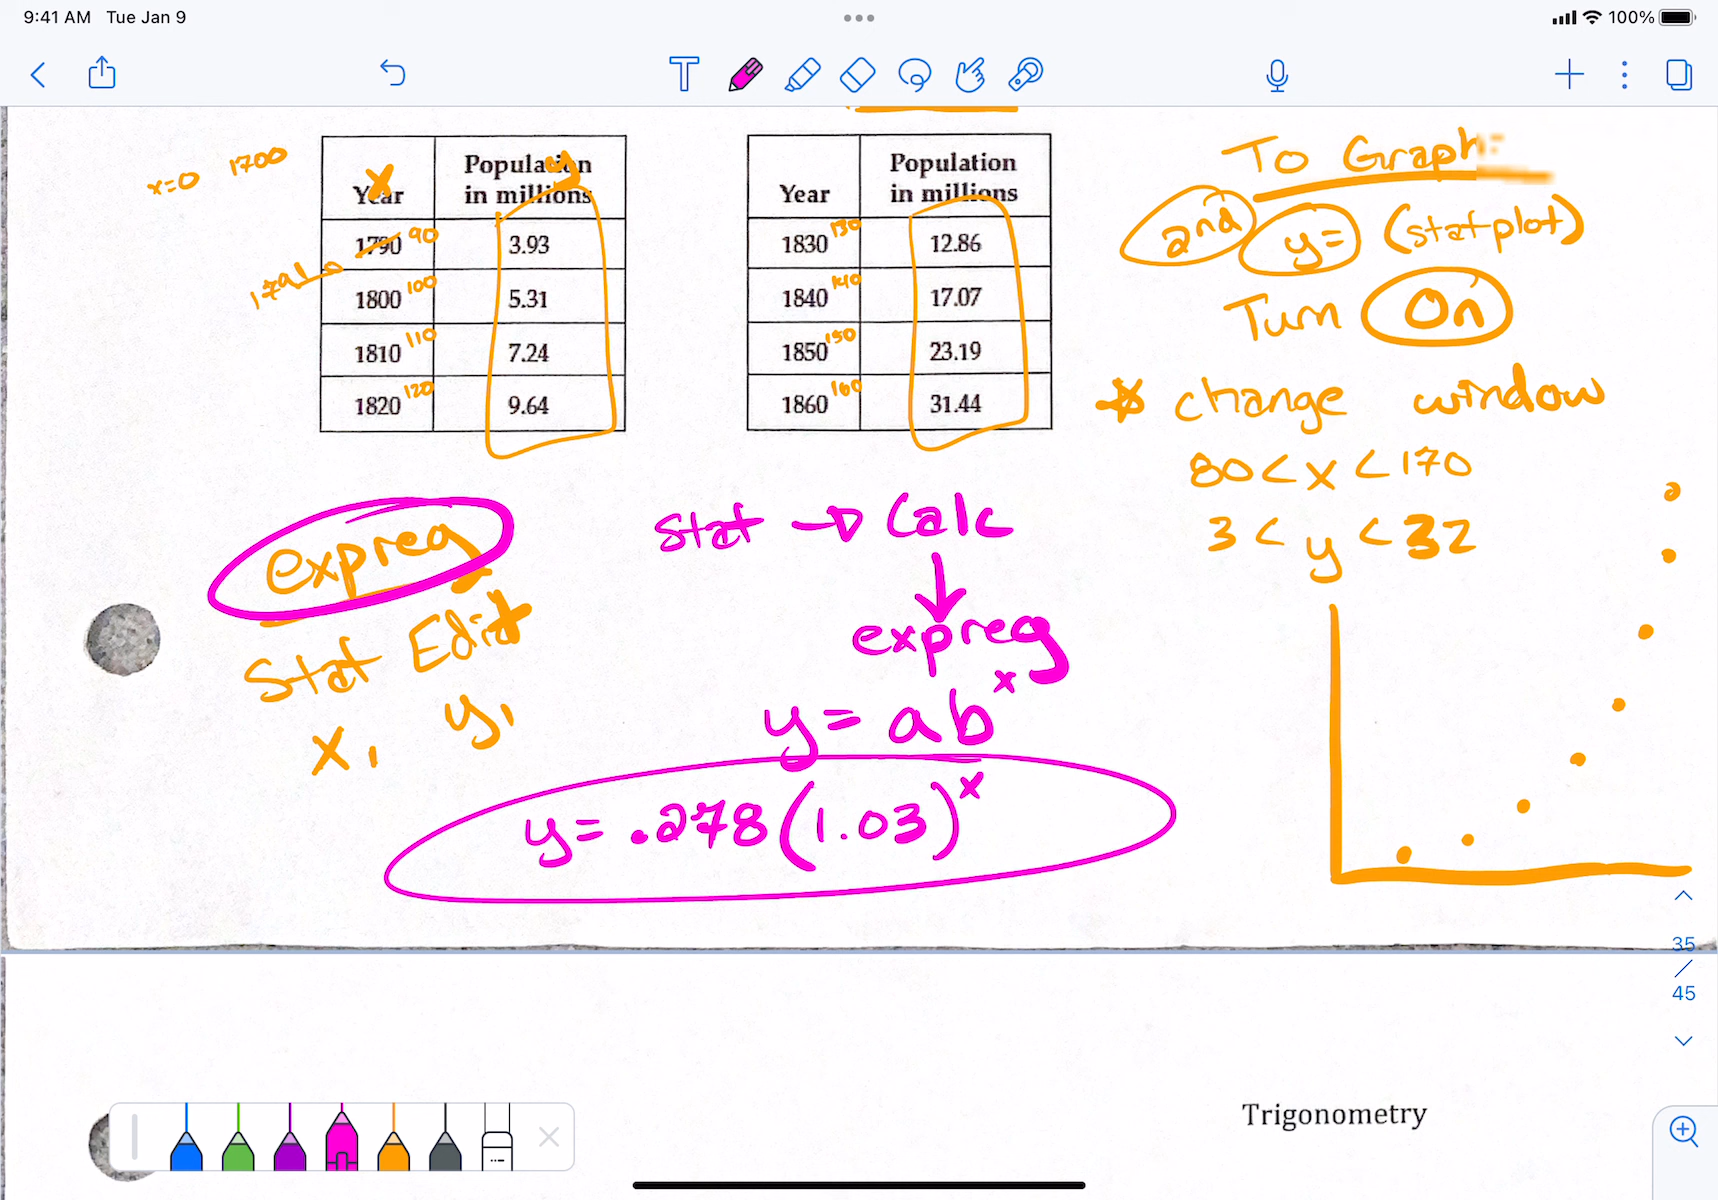 9:41 AM Tue Jan 9
100%
x=0 1700
Year x
Population in millions y
1790 90 3.93
1800 100 5.31
1810 110 7.24
1820 120 9.64
Year
Population in millions
1830 130 12.86
1840 140 17.07
1850 150 23.19
1860 160 31.44
To Graph:
2nd y= (statplot)
Turn On
* change window
80<x<170
3<y<32
expreg
Stat Edit
x, y,
Stat → Calc
↓
expreg
y=ab^x
y=.278(1.03)^x
35
/
45
Trigonometry